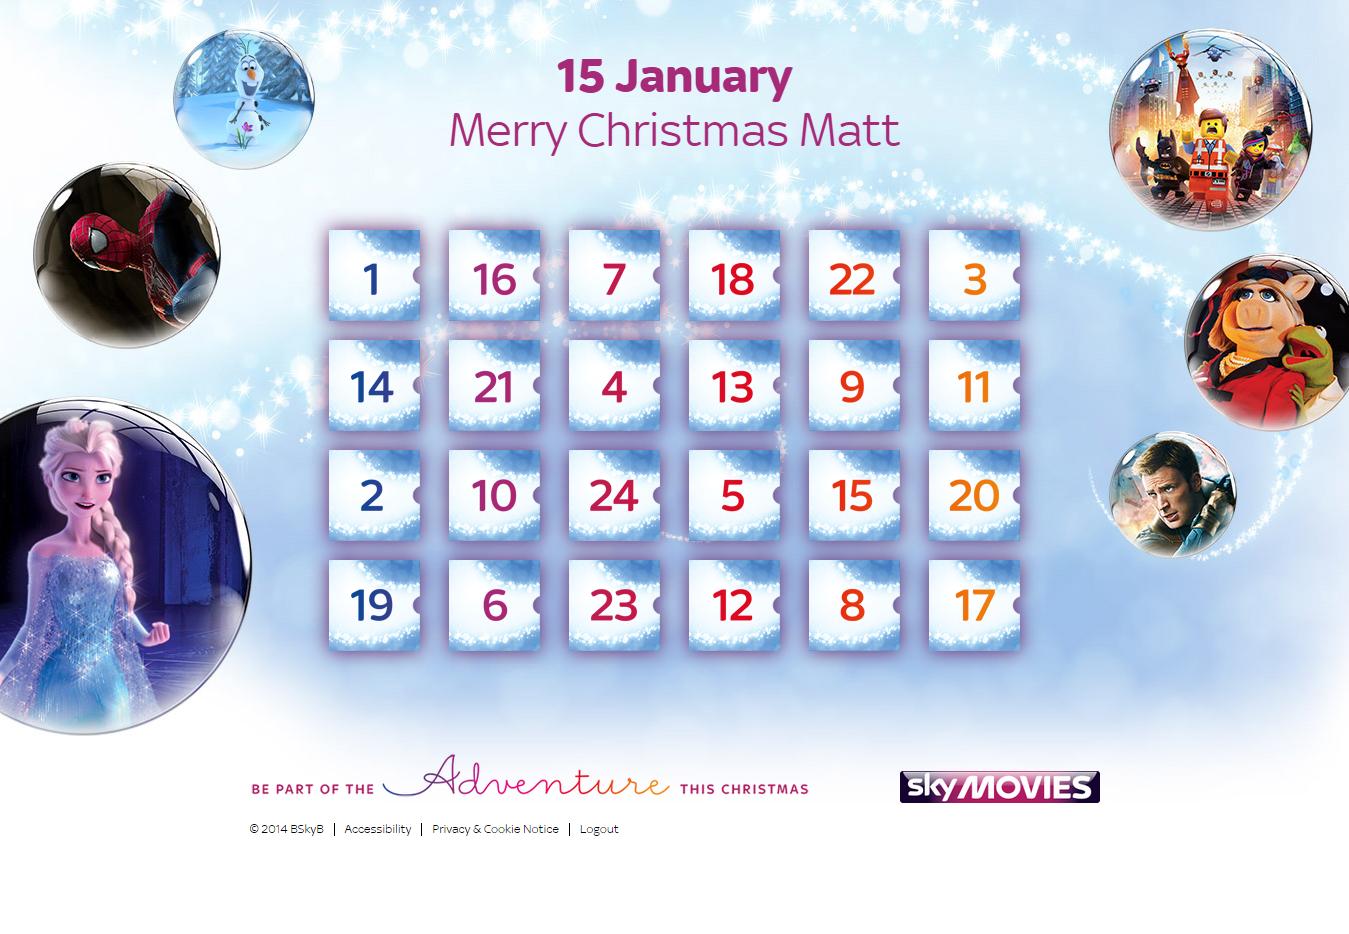 15 January
Merry Christmas Matt
1 16 7 18 22 3
14 21 4 13 9 11
2 10 24 5 15 20
19 6 23 12 8 17
BE PART OF THE Adventure THIS CHRISTMAS
sky MOVIES
© 2014 BSkyB | Accessibility | Privacy & Cookie Notice | Logout